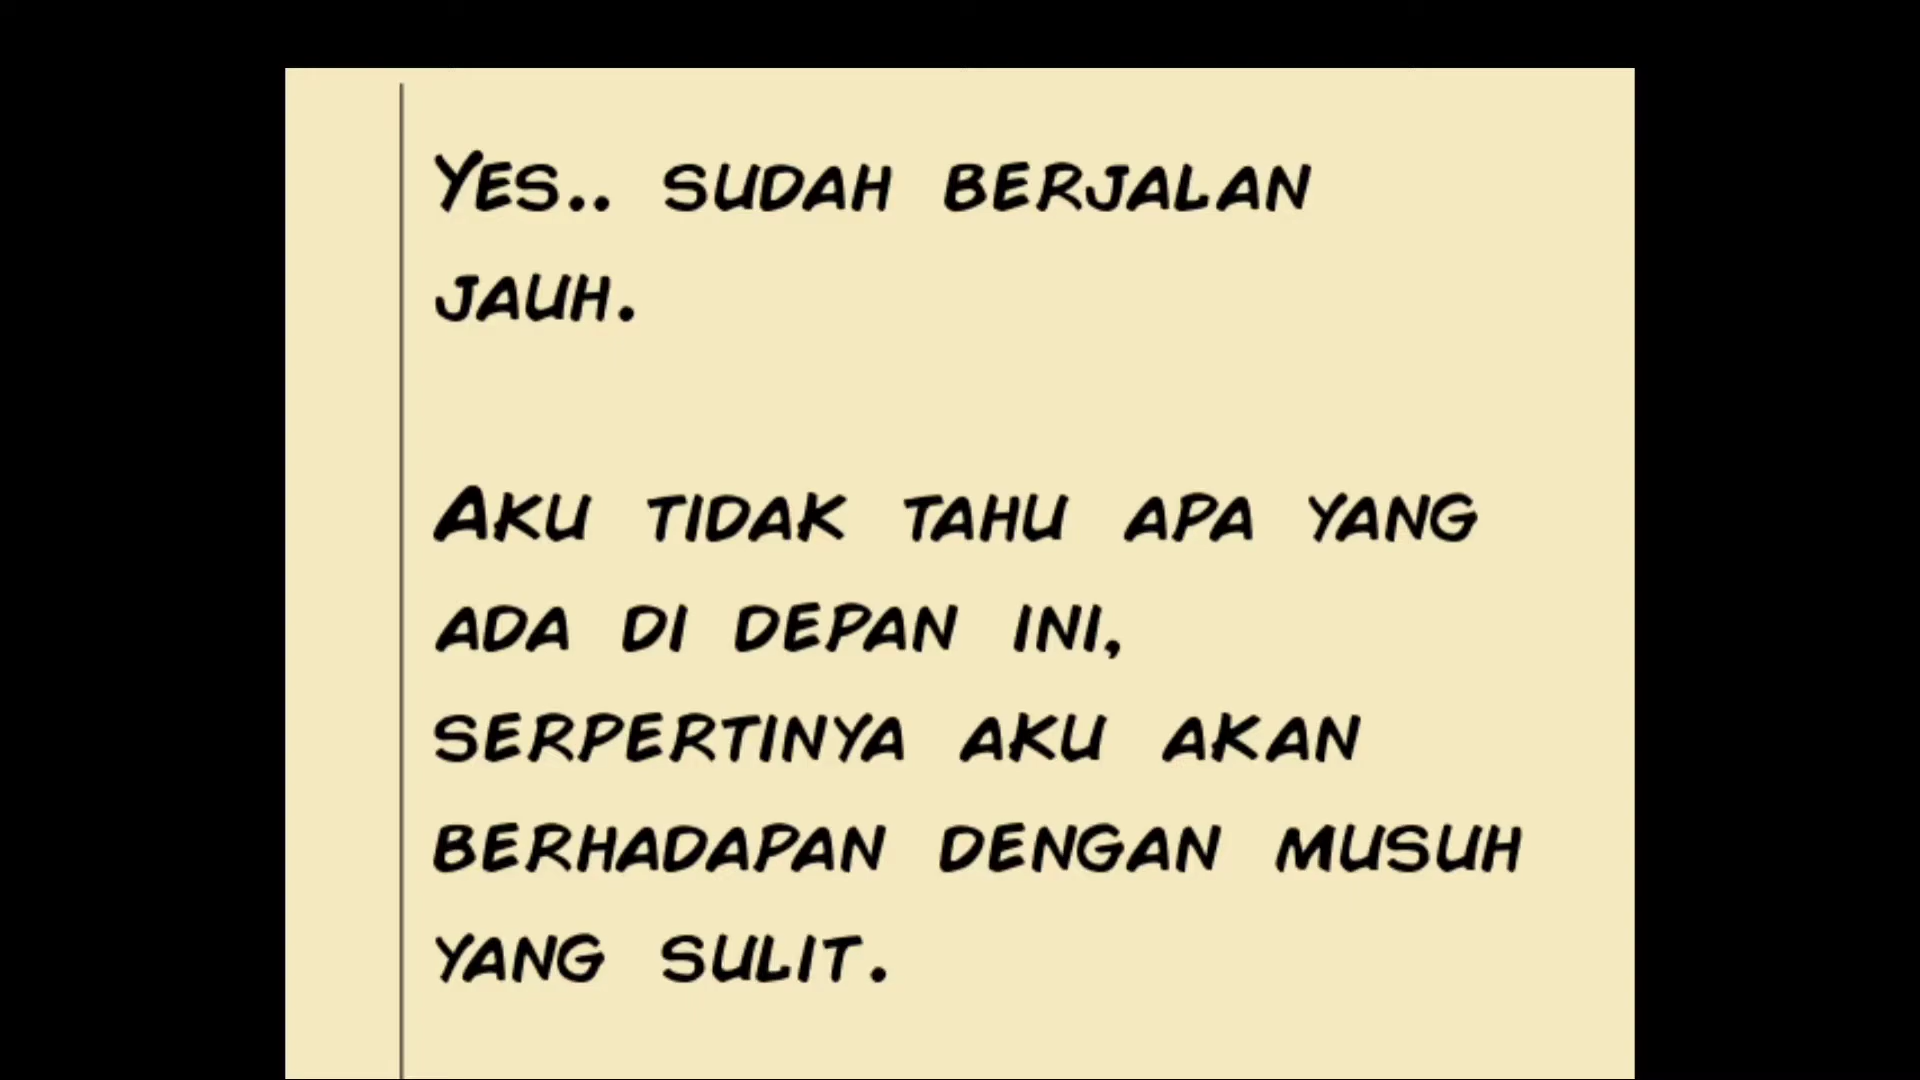 Yes.. sudah berjalan
jauh.
Aku tidak tahu apa yang
ada di depan ini,
serpertinya aku akan
berhadapan dengan musuh
yang sulit.